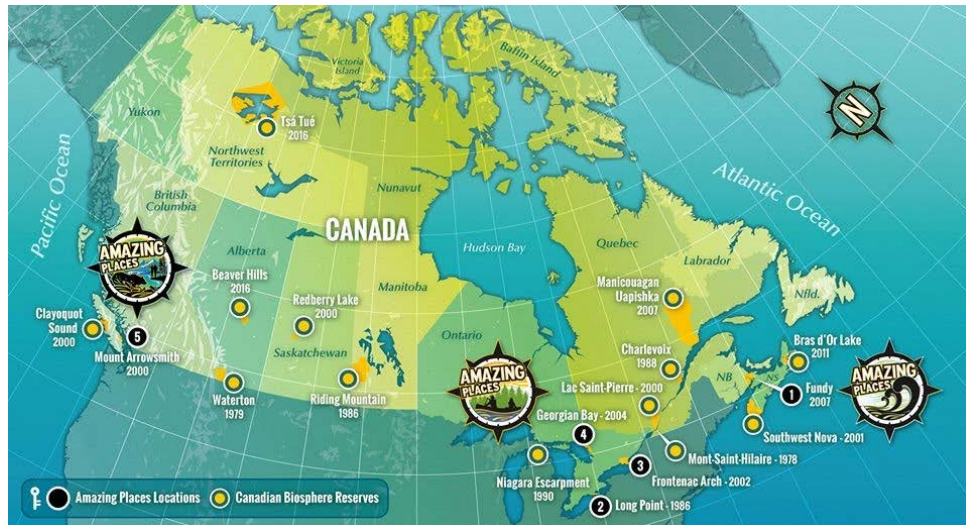 Victoria
Island
Baffin Island
Yukon
Tsá Tué
2016
N
Northwest
Territories
Pacific Ocean
British
Columbia
Nunavut
Atlantic Ocean
CANADA
Hudson Bay
Quebec
Labrador
AMAZING
PLACES
Alberta
Beaver Hills
2016
Redberry Lake
2000
Manitoba
Manicouagan
Uapishka
2007
Nfld.
Clayoquot
Sound
2000
5
Mount Arrowsmith
2000
Saskatchewan
Ontario
Charlevoix
1988
Bras d'Or Lake
2011
AMAZING
PLACES
Waterton
1979
Riding Mountain
1986
Lac Saint-Pierre - 2000
NB
NS
1
Fundy
2007
AMAZING
PLACES
Georgian Bay - 2004
4
Southwest Nova - 2001
Mont-Saint-Hilaire - 1978
Niagara Escarpment
1990
3
Frontenac Arch - 2002
2
Long Point - 1986
Amazing Places Locations
Canadian Biosphere Reserves